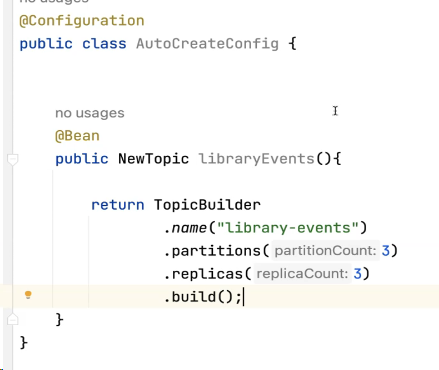 no usages
@Configuration
public class AutoCreateConfig {
no usages
@Bean
public NewTopic libraryEvents(){
return TopicBuilder
.name("library-events")
.partitions( partitionCount: 3)
.replicas( replicaCount: 3)
.build();
}
}